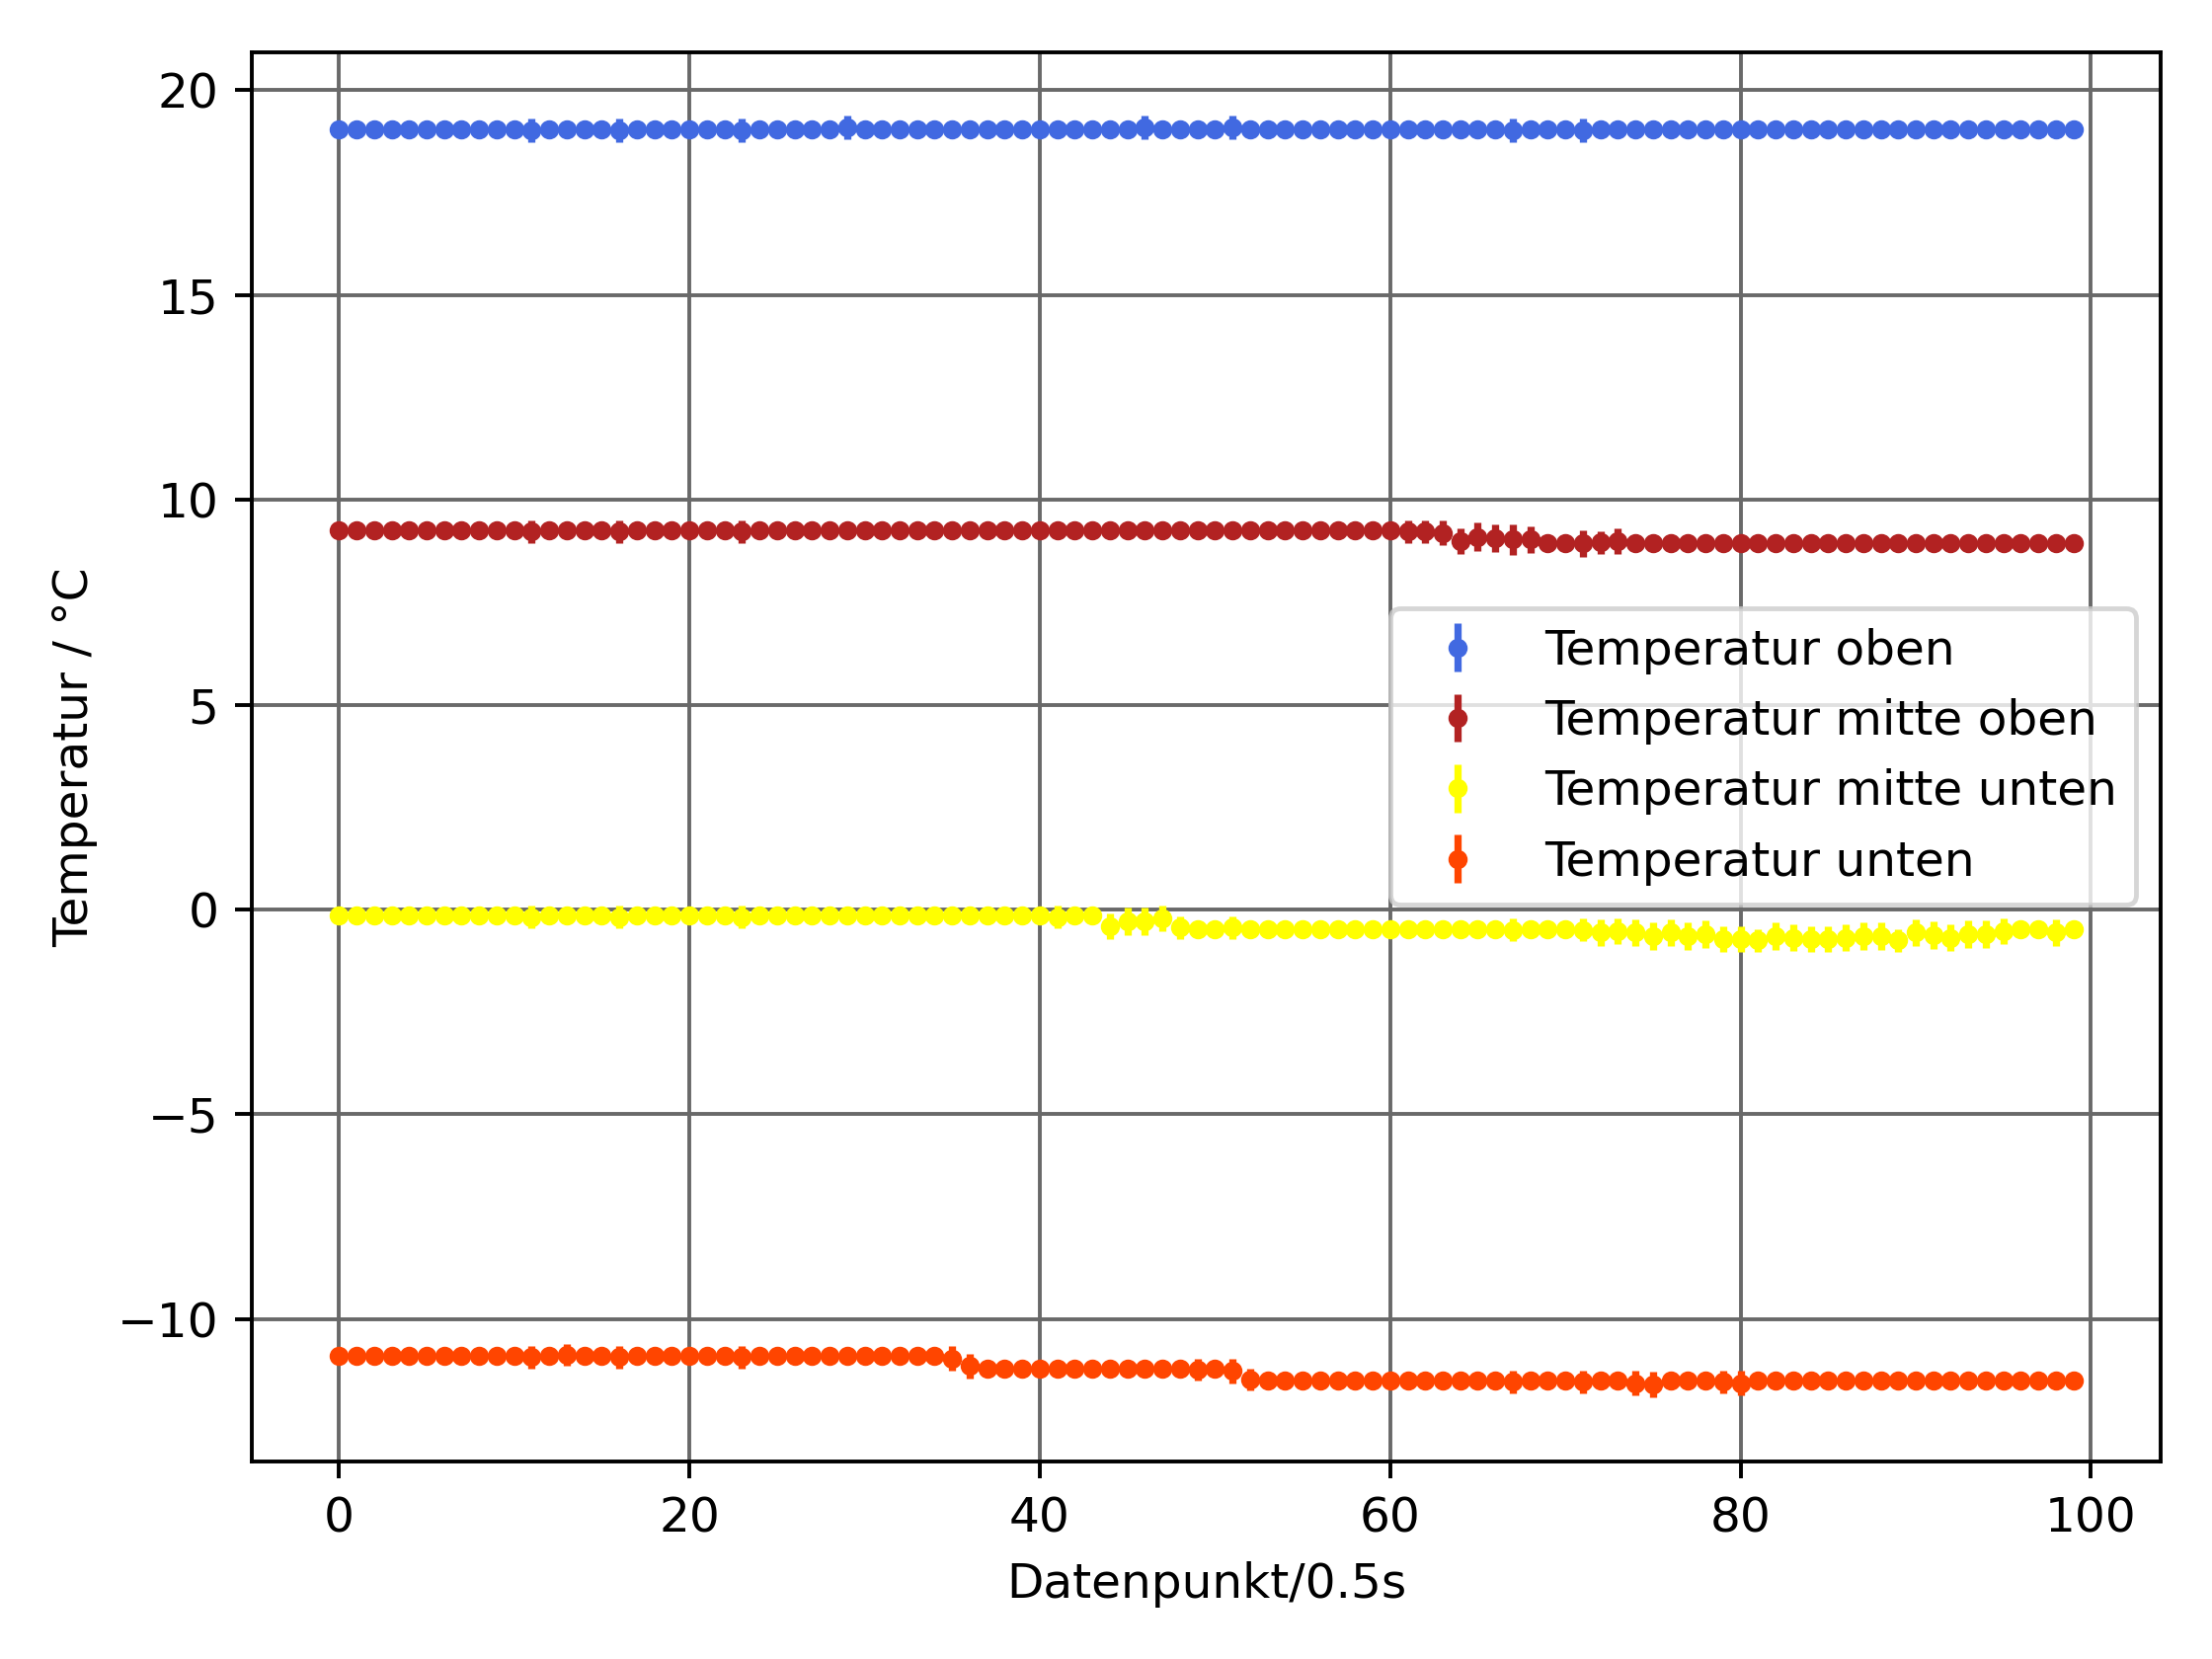 20
15
10
5
0
−5
−10
Temperatur / °C
Temperatur oben
Temperatur mitte oben
Temperatur mitte unten
Temperatur unten
0 20 40 60 80 100
Datenpunkt/0.5s